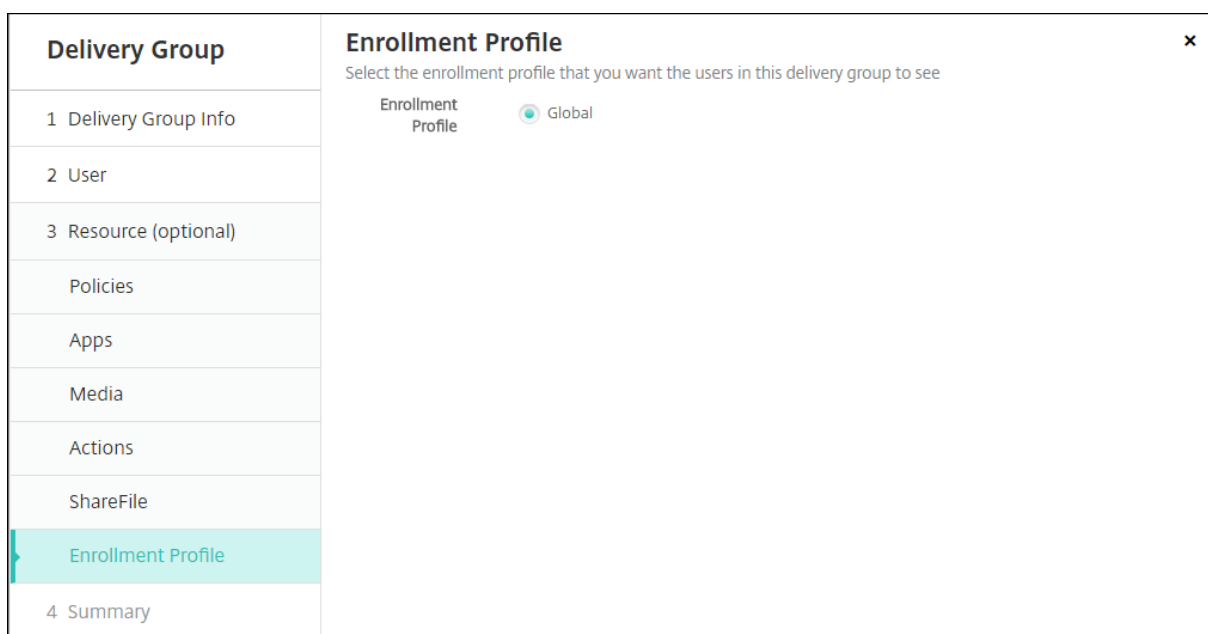 Delivery Group
1 Delivery Group Info
2 User
3 Resource (optional)
Policies
Apps
Media
Actions
ShareFile
Enrollment Profile
4 Summary
Enrollment Profile
Select the enrollment profile that you want the users in this delivery group to see
Enrollment
Profile
Global